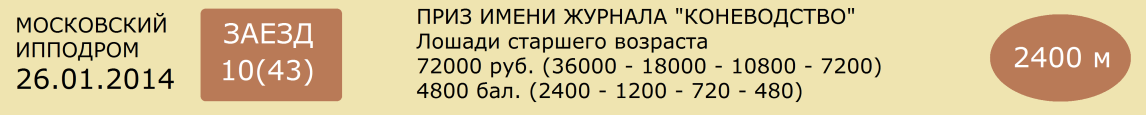 МОСКОВСКИЙ
ИППОДРОМ
26.01.2014
ЗАЕЗД
10(43)
ПРИЗ ИМЕНИ ЖУРНАЛА "КОНЕВОДСТВО"
Лошади старшего возраста
72000 руб. (36000 - 18000 - 10800 - 7200)
4800 бал. (2400 - 1200 - 720 - 480)
2400 м